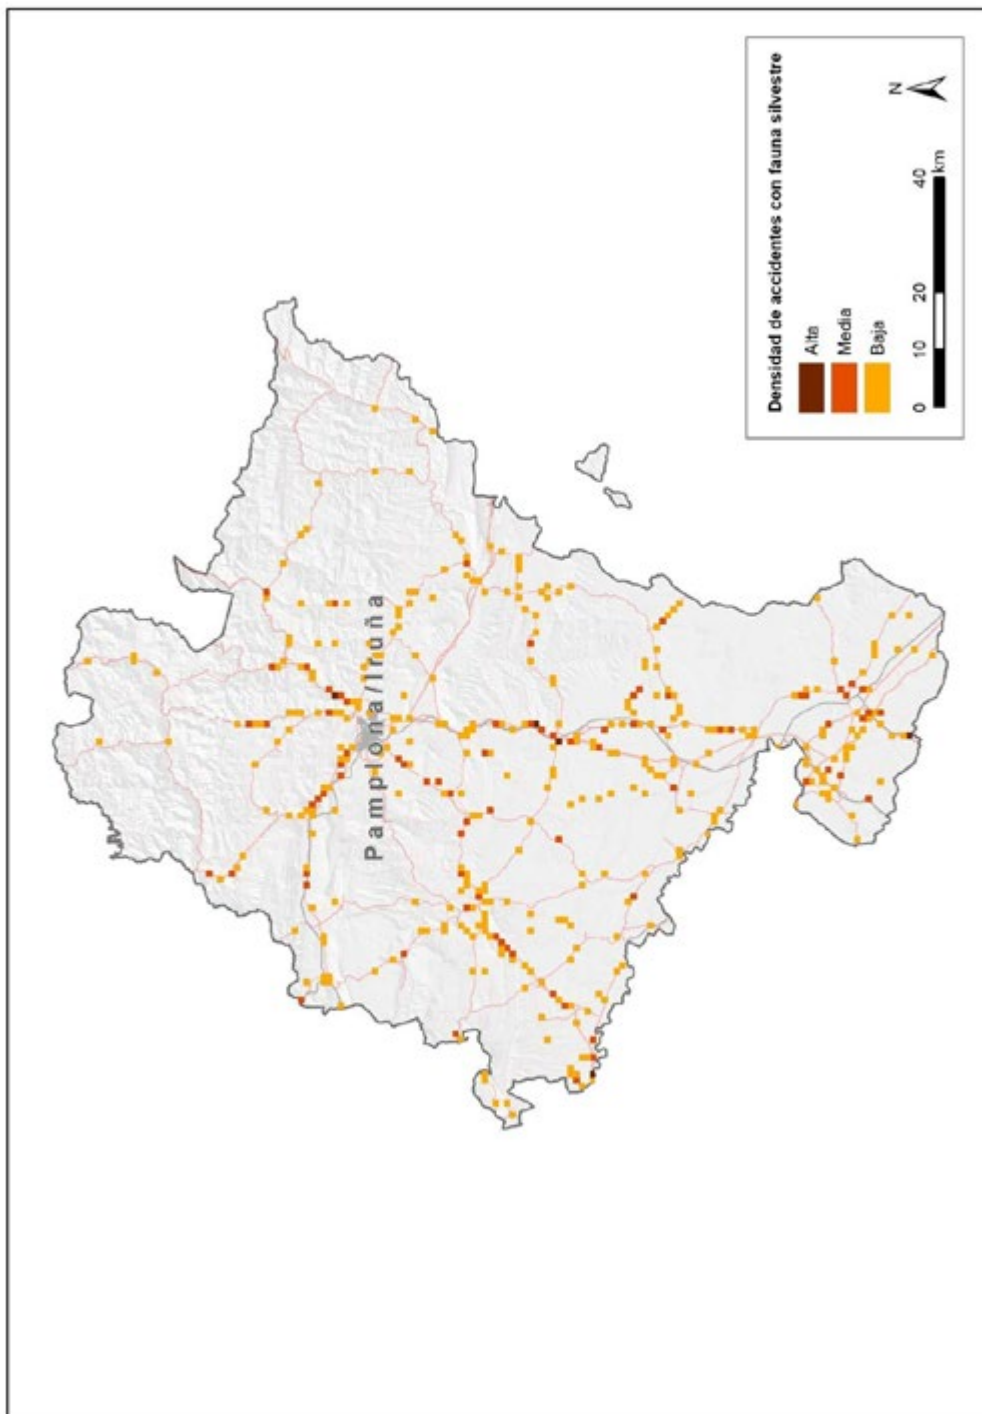 Pamplona/Iruña
Densidad de accidentes con fauna silvestre
Alta
Media
Baja
N
0 10 20 40
km